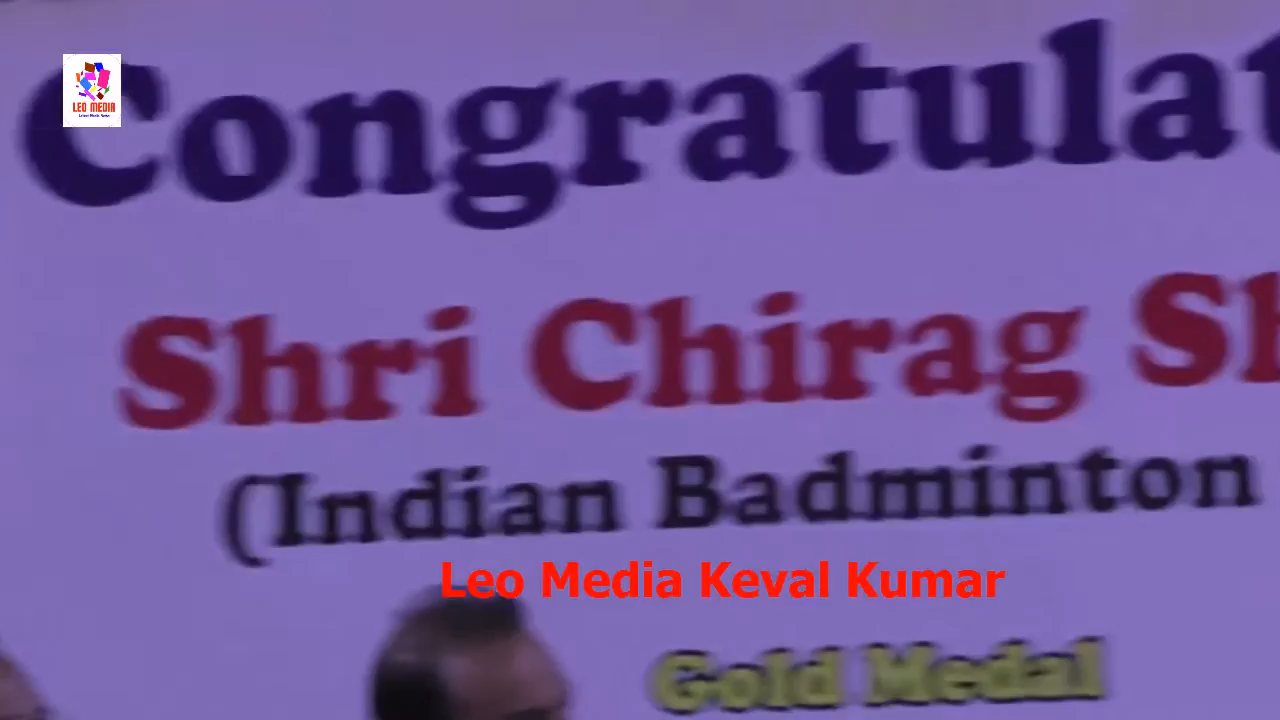 Congratulat
LEO MEDIA
Shri Chirag Sh
(Indian Badminton
Leo Media Keval Kumar
Gold Medal